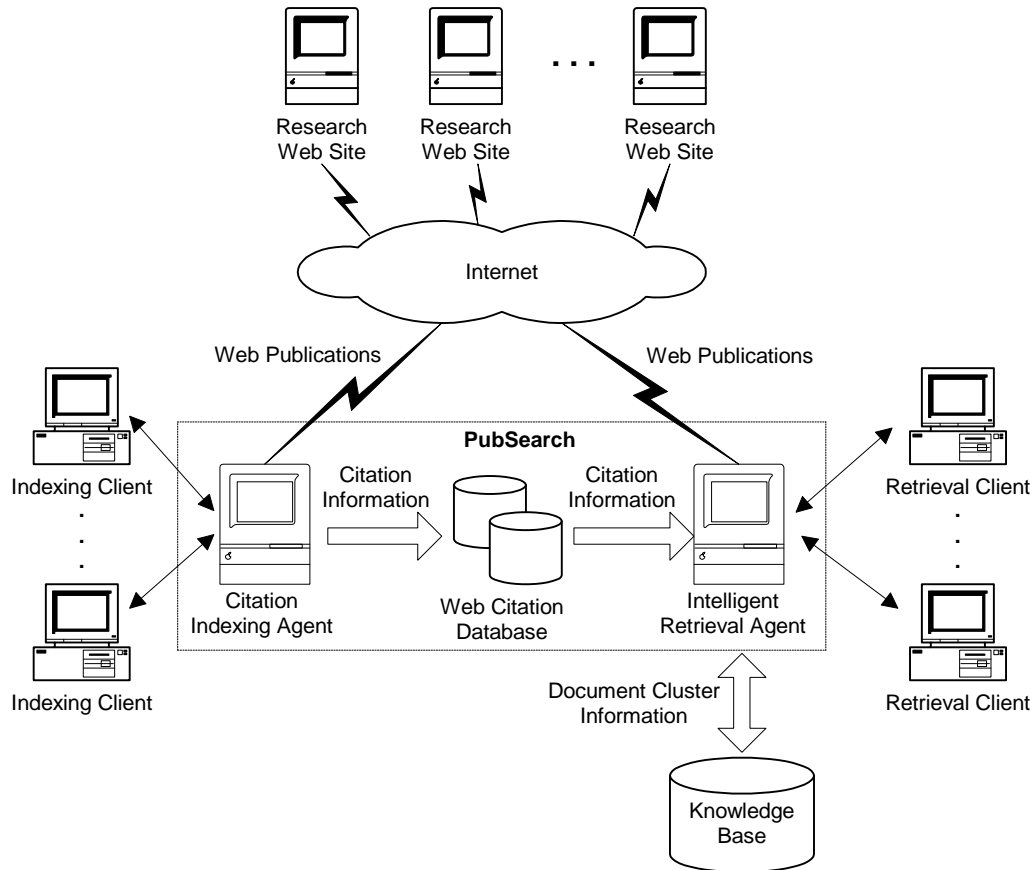 . . .
Research
Web Site
Research
Web Site
Research
Web Site
Internet
Web Publications
Web Publications
PubSearch
Indexing Client
Citation
Information
Citation
Information
Retrieval Client
.
.
.
.
.
.
Citation
Indexing Agent
Web Citation
Database
Intelligent
Retrieval Agent
Indexing Client
Retrieval Client
Document Cluster
Information
Knowledge
Base